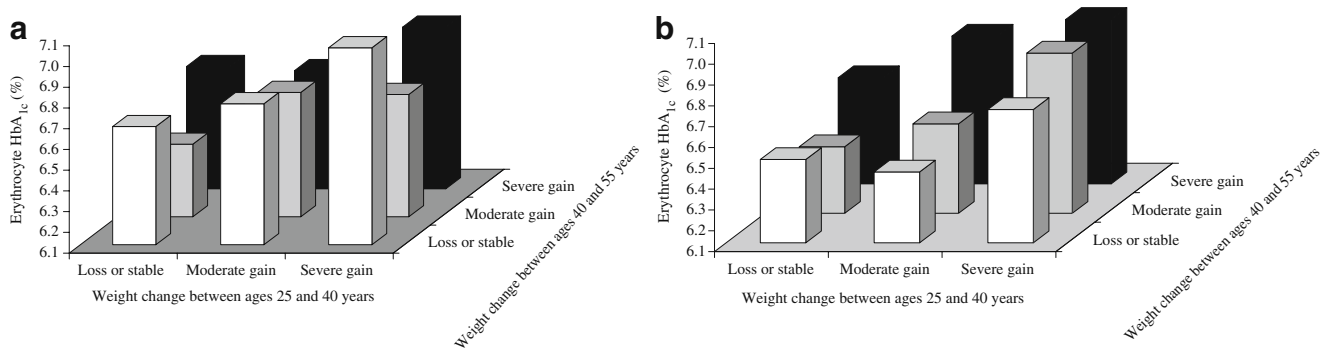 a
7.1
7.0
6.9
6.8
6.7
6.6
6.5
6.4
6.3
6.2
6.1
Erythrocyte HbA1c (%)
Loss or stable
Moderate gain
Severe gain
Weight change between ages 25 and 40 years
Severe gain
Moderate gain
Loss or stable
Weight change between ages 40 and 55 years
b
7.1
7.0
6.9
6.8
6.7
6.6
6.5
6.4
6.3
6.2
6.1
Erythrocyte HbA1c (%)
Loss or stable
Moderate gain
Severe gain
Weight change between ages 25 and 40 years
Severe gain
Moderate gain
Loss or stable
Weight change between ages 40 and 55 years